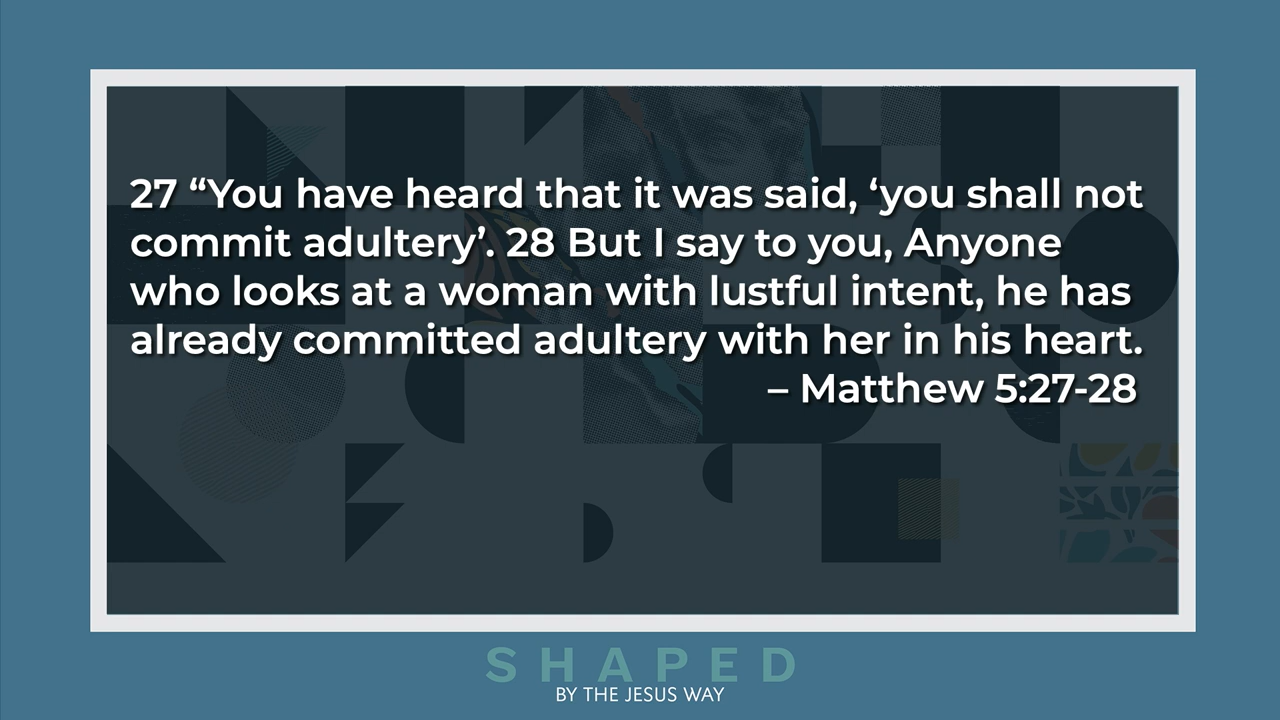 27 “You have heard that it was said, ‘you shall not
commit adultery’. 28 But I say to you, Anyone
who looks at a woman with lustful intent, he has
already committed adultery with her in his heart.
– Matthew 5:27-28
SHAPED
BY THE JESUS WAY